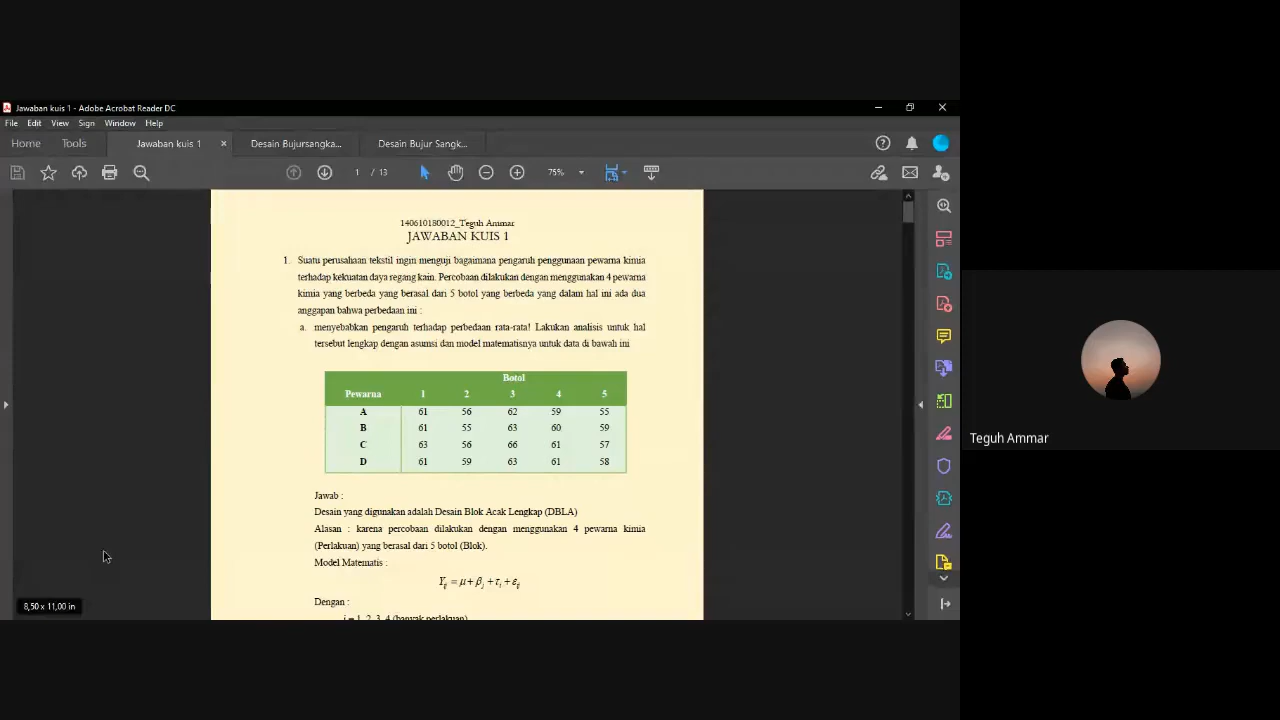 Jawaban kuis 1 - Adobe Acrobat Reader DC
File Edit View Sign Window Help
Home Tools Jawaban kuis 1 × Desain Bujursangka... Desain Bujur Sangk...
1 / 13 75%
140610180012_Teguh Ammar
JAWABAN KUIS 1
1. Suatu perusahaan tekstil ingin menguji bagaimana pengaruh penggunaan pewarna kimia
terhadap kekuatan daya regang kain. Percobaan dilakukan dengan menggunakan 4 pewarna
kimia yang berbeda yang berasal dari 5 botol yang berbeda yang dalam hal ini ada dua
anggapan bahwa perbedaan ini :
a. menyebabkan pengaruh terhadap perbedaan rata-rata! Lakukan analisis untuk hal
tersebut lengkap dengan asumsi dan model matematisnya untuk data di bawah ini
Botol
Pewarna 1 2 3 4 5
A 61 56 62 59 55
B 61 55 63 60 59
C 63 56 66 61 57
D 61 59 63 61 58
Jawab :
Desain yang digunakan adalah Desain Blok Acak Lengkap (DBLA)
Alasan : karena percobaan dilakukan dengan menggunakan 4 pewarna kimia
(Perlakuan) yang berasal dari 5 botol (Blok).
Model Matematis :
Yij = μ + βj + τi + εij
Dengan :
i = 1, 2, 3, 4 (banyak perlakuan)
8,50 x 11,00 in
Teguh Ammar